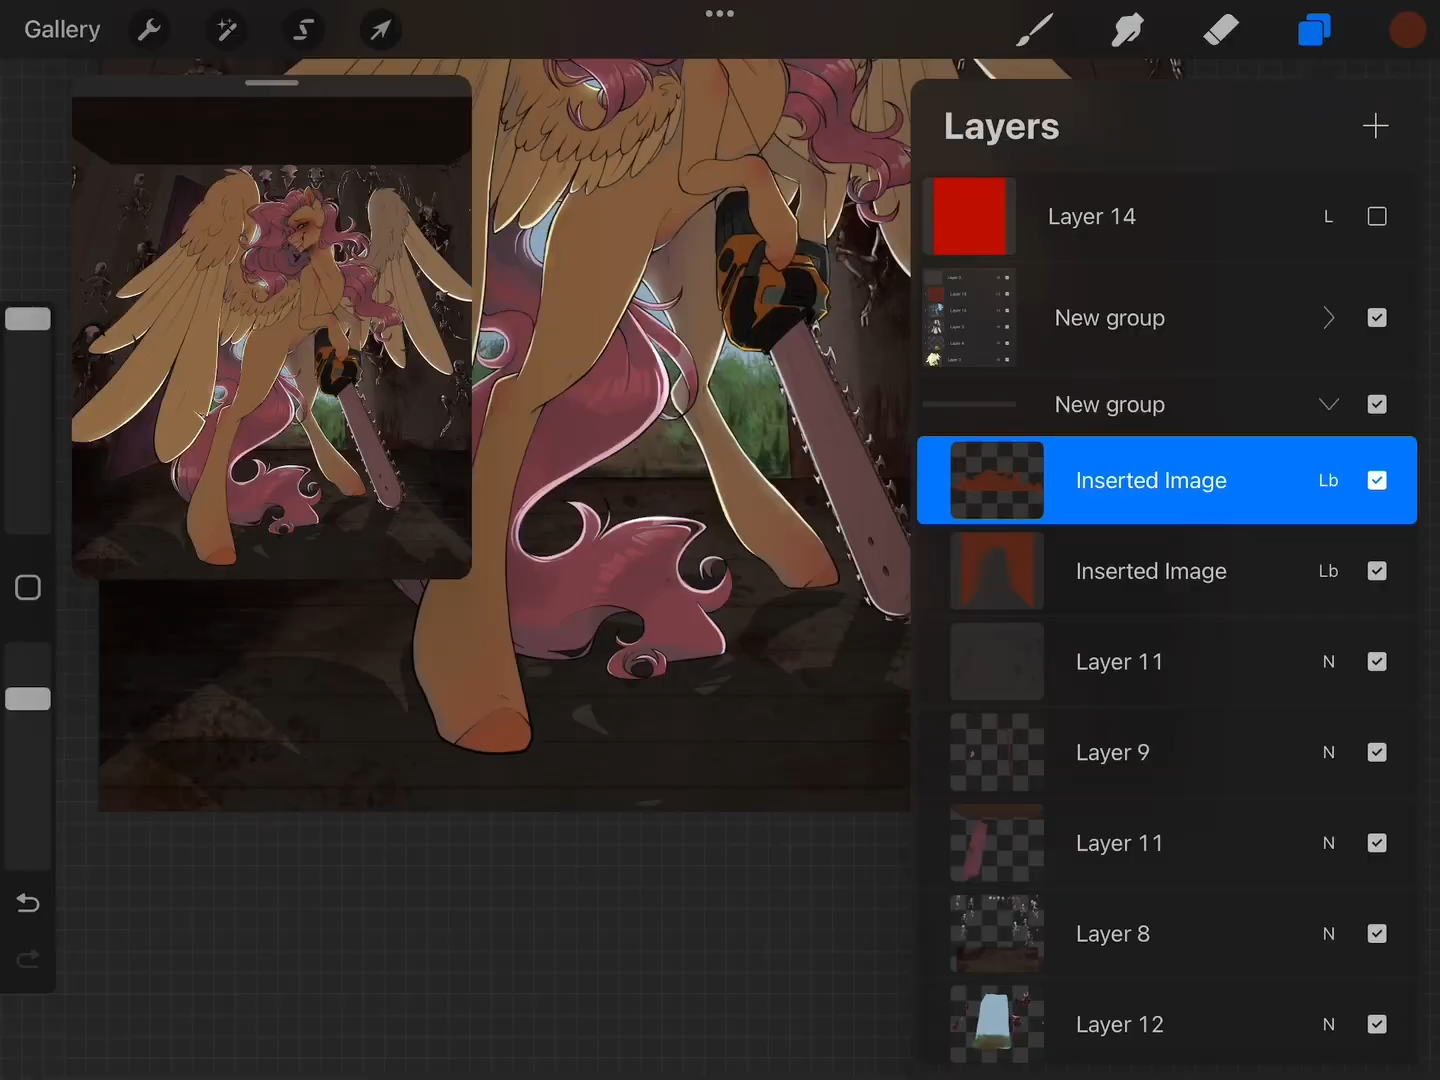 Gallery
Layers
Layer 14 L
New group
New group
Inserted Image Lb
Inserted Image Lb
Layer 11 N
Layer 9 N
Layer 11 N
Layer 8 N
Layer 12 N